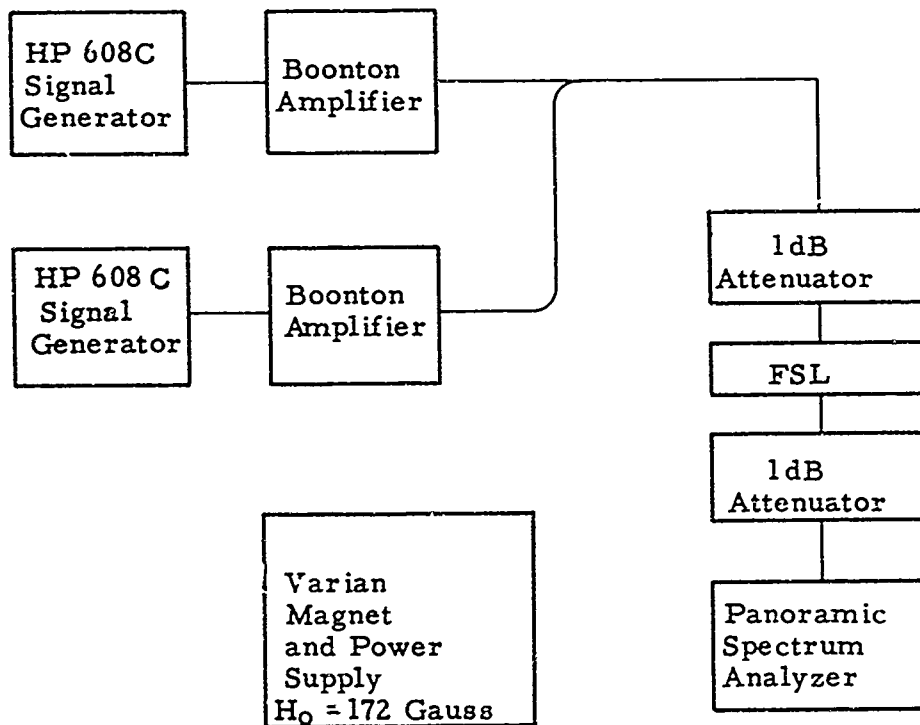 HP 608C
Signal
Generator
Boonton
Amplifier
HP 608 C
Signal
Generator
Boonton
Amplifier
1dB
Attenuator
FSL
1dB
Attenuator
Varian
Magnet
and Power
Supply
H₀ = 172 Gauss
Panoramic
Spectrum
Analyzer